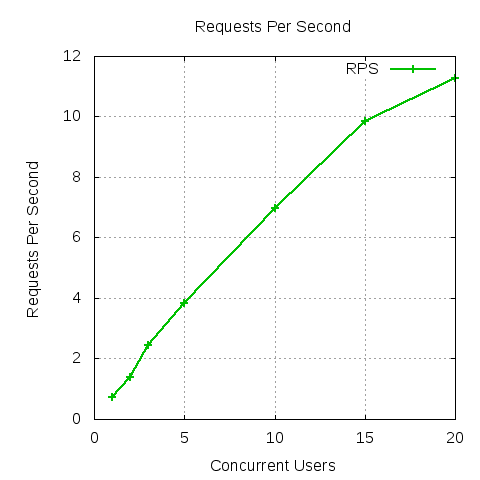 Requests Per Second
12
10
8
6
4
2
0
RPS
Requests Per Second
0 5 10 15 20
Concurrent Users